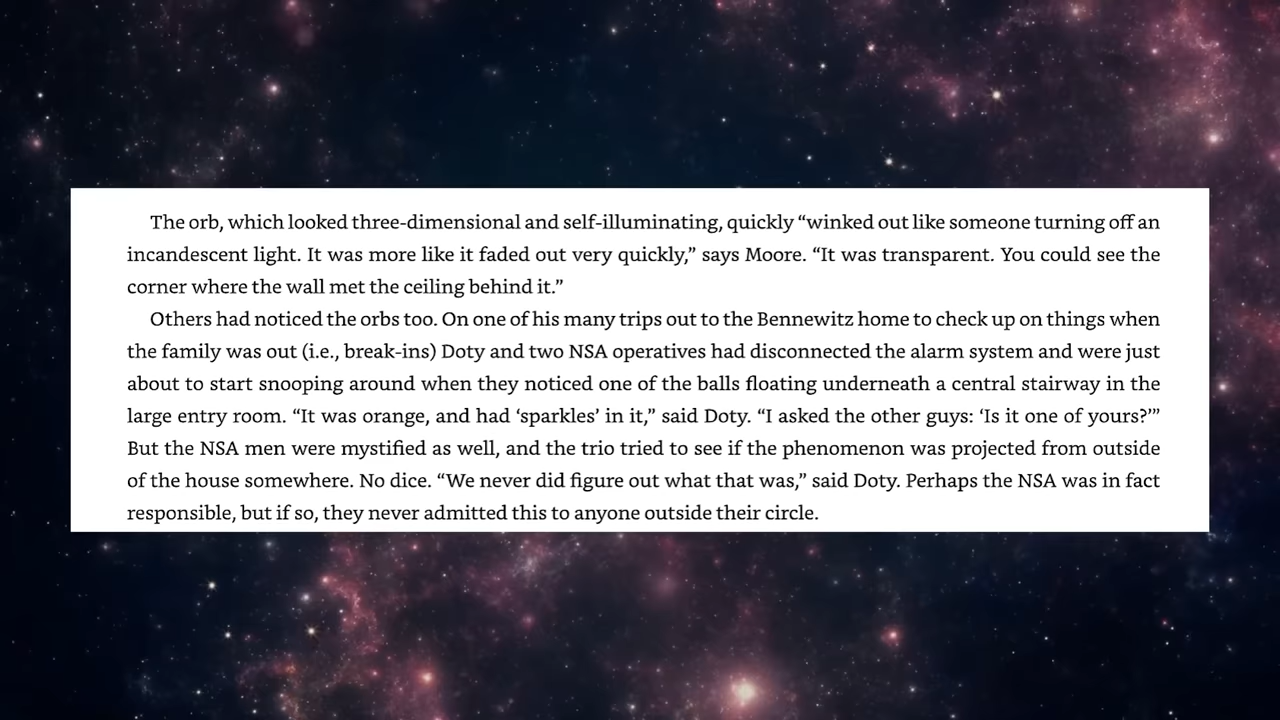 The orb, which looked three-dimensional and self-illuminating, quickly “winked out like someone turning off an
incandescent light. It was more like it faded out very quickly,” says Moore. “It was transparent. You could see the
corner where the wall met the ceiling behind it.”
Others had noticed the orbs too. On one of his many trips out to the Bennewitz home to check up on things when
the family was out (i.e., break-ins) Doty and two NSA operatives had disconnected the alarm system and were just
about to start snooping around when they noticed one of the balls floating underneath a central stairway in the
large entry room. “It was orange, and had ‘sparkles’ in it,” said Doty. “I asked the other guys: ‘Is it one of yours?’”
But the NSA men were mystified as well, and the trio tried to see if the phenomenon was projected from outside
of the house somewhere. No dice. “We never did figure out what that was,” said Doty. Perhaps the NSA was in fact
responsible, but if so, they never admitted this to anyone outside their circle.